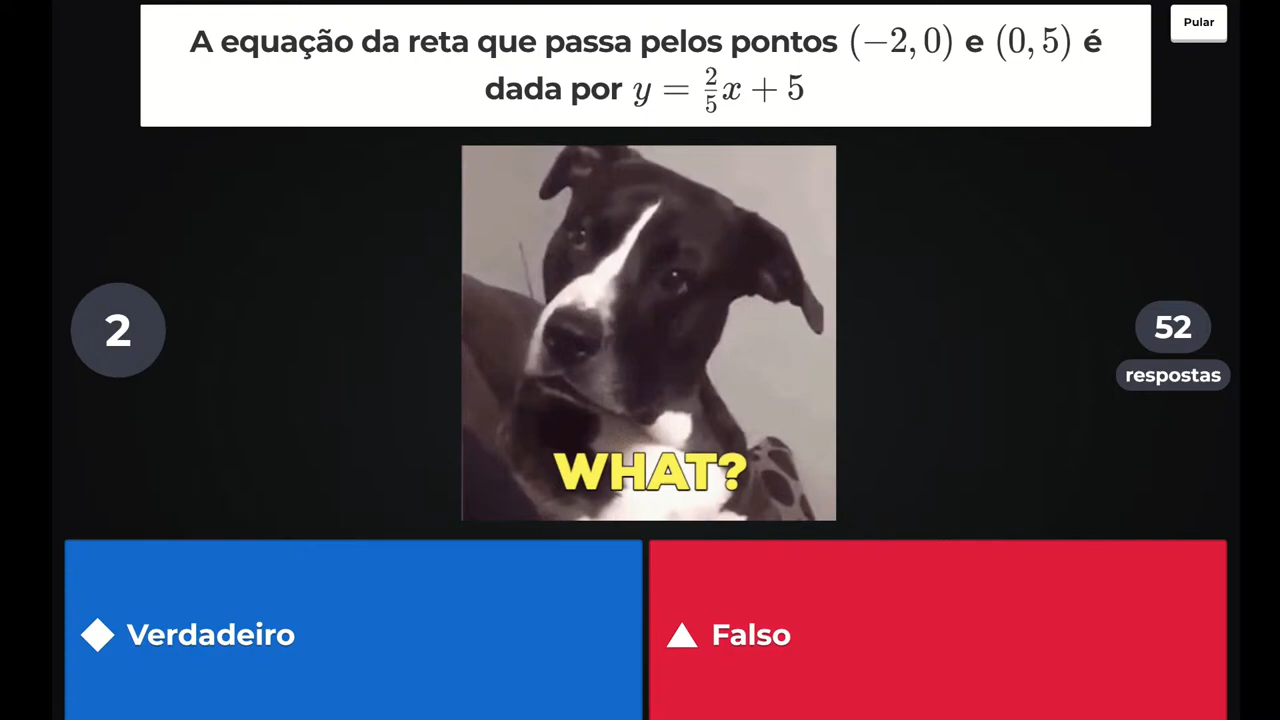 Pular
A equação da reta que passa pelos pontos (−2, 0) e (0, 5) é
dada por y = 2/5 x + 5
2
52
respostas
WHAT?
Verdadeiro
Falso